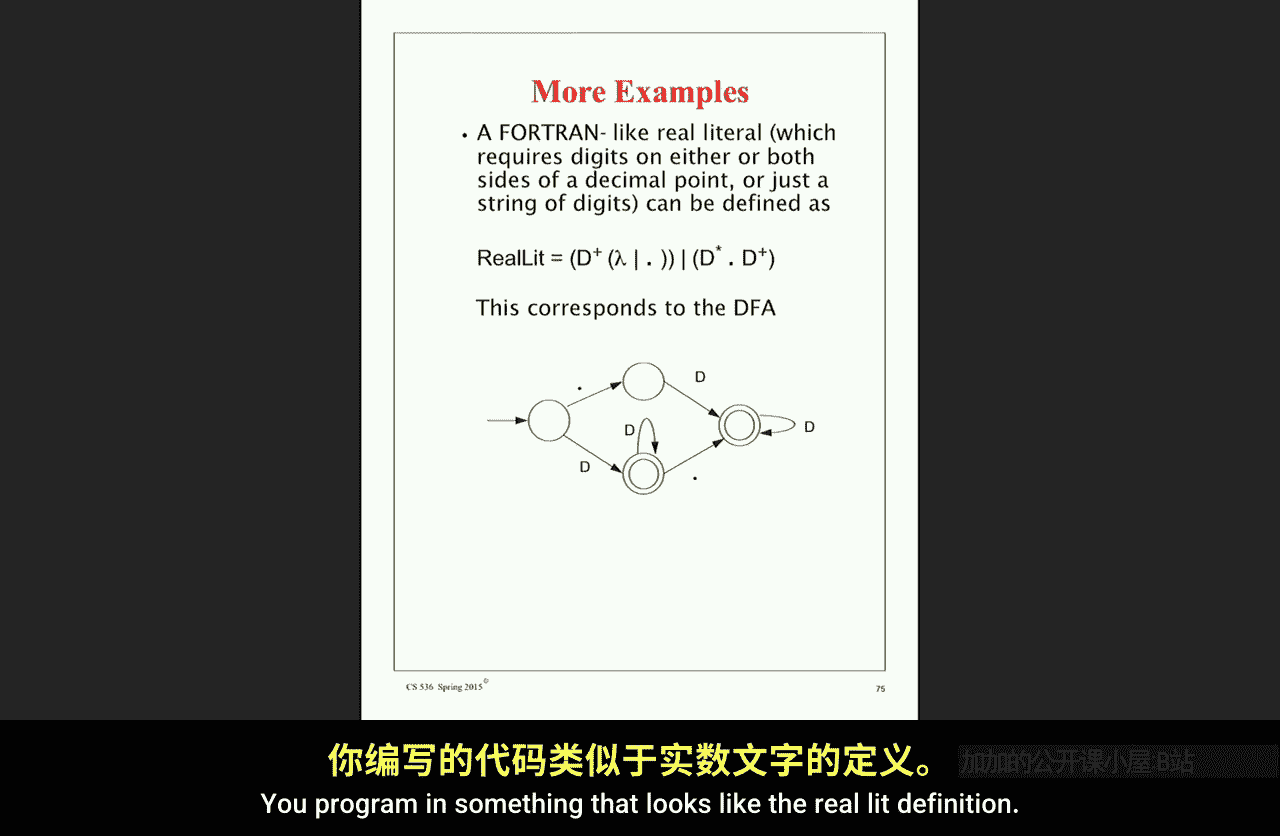 More Examples
• A FORTRAN- like real literal (which
requires digits on either or both
sides of a decimal point, or just a
string of digits) can be defined as
RealLit = (D⁺ (λ | . )) | (D* . D⁺)
This corresponds to the DFA
.
D
D
D
D
.
CS 536 Spring 2015©
75
你编写的代码类似于实数文字的定义。
加加的公开课小屋 B站
You program in something that looks like the real lit definition.